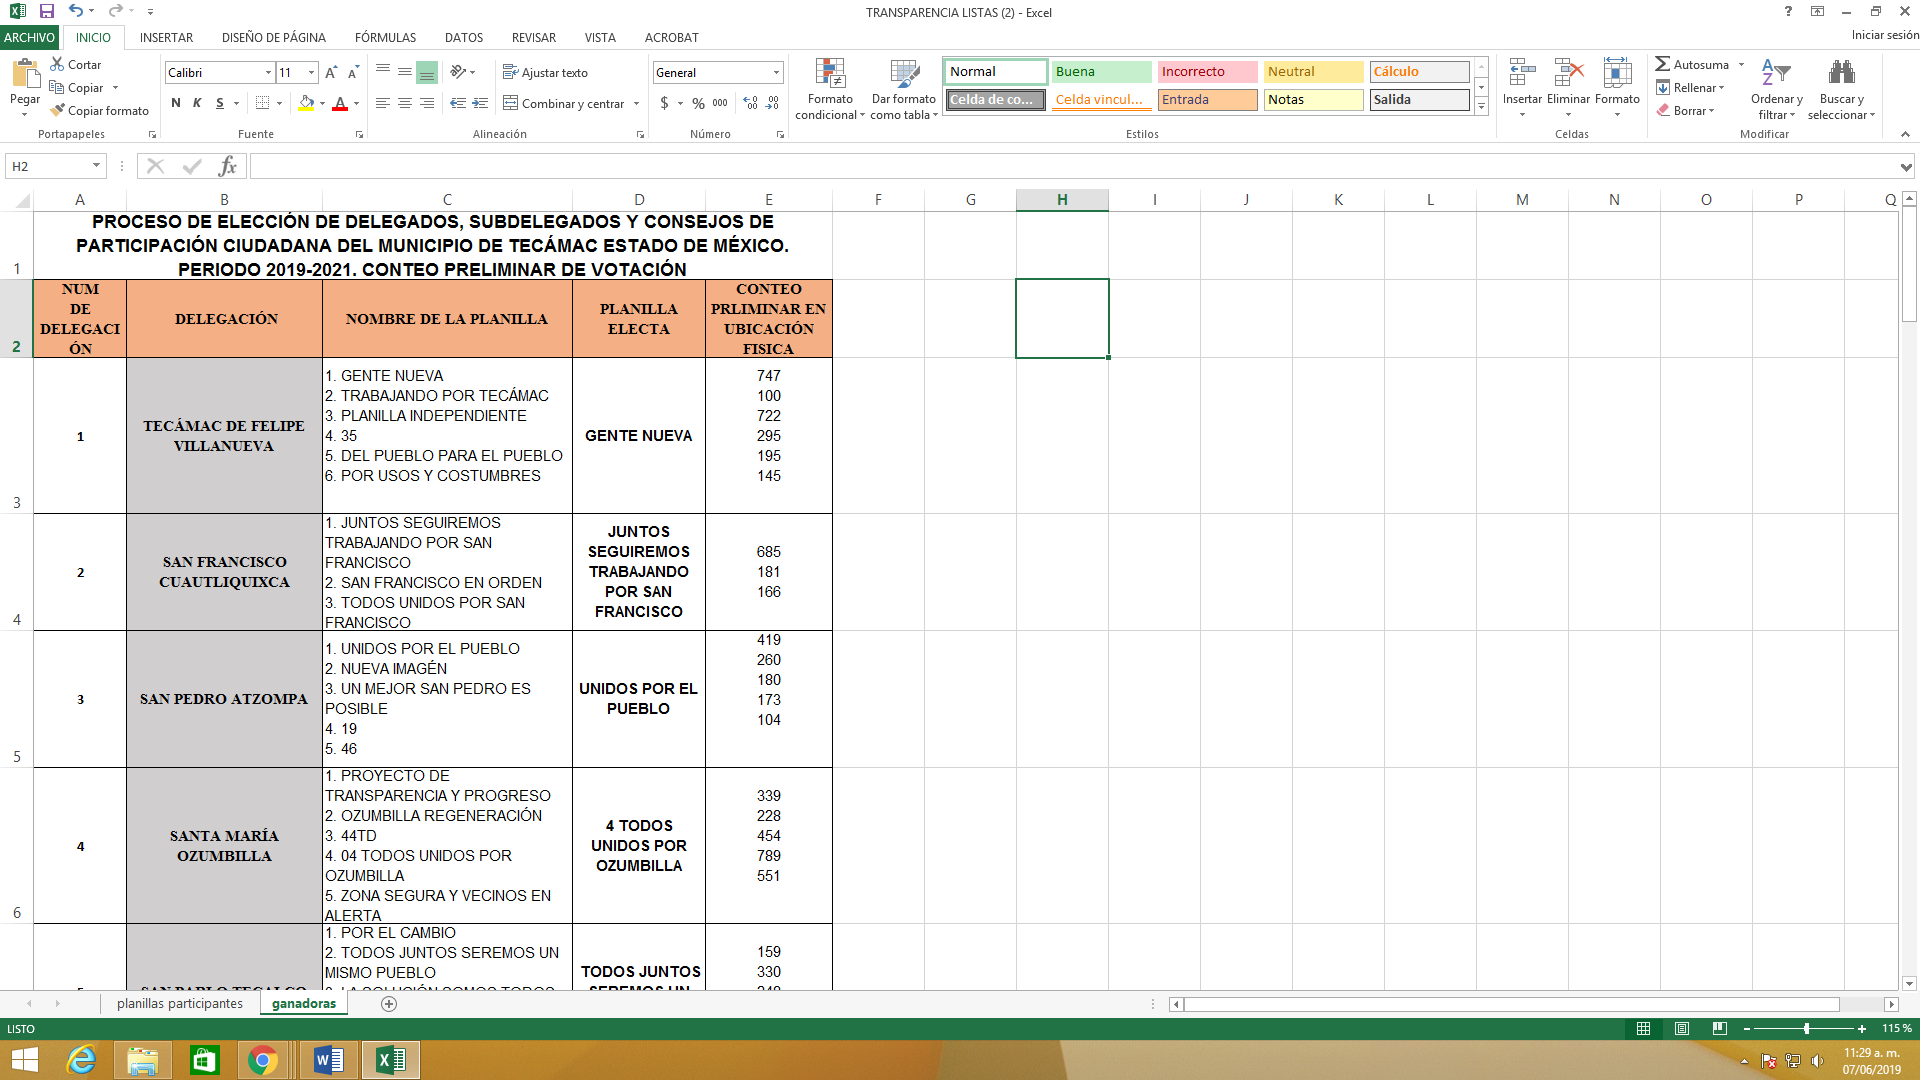 TRANSPARENCIA LISTAS (2) - Excel
?
ARCHIVO INICIO INSERTAR DISEÑO DE PÁGINA FÓRMULAS DATOS REVISAR VISTA ACROBAT
Iniciar sesión
Pegar
Cortar
Copiar
Copiar formato
Portapapeles
Calibri 11
N K S
Fuente
Ajustar texto
Combinar y centrar
Alineación
General
$ % 000
Número
Formato condicional
Dar formato como tabla
Normal Buena Incorrecto Neutral Cálculo
Celda de co... Celda vincul... Entrada Notas Salida
Estilos
Insertar Eliminar Formato
Celdas
Autosuma
Rellenar
Borrar
Ordenar y filtrar
Buscar y seleccionar
Modificar
H2
fx
A B C D E F G H I J K L M N O P Q
1
PROCESO DE ELECCIÓN DE DELEGADOS, SUBDELEGADOS Y CONSEJOS DE
PARTICIPACIÓN CIUDADANA DEL MUNICIPIO DE TECÁMAC ESTADO DE MÉXICO.
PERIODO 2019-2021. CONTEO PRELIMINAR DE VOTACIÓN
2
NUM
DE
DELEGACI
ÓN
DELEGACIÓN
NOMBRE DE LA PLANILLA
PLANILLA
ELECTA
CONTEO
PRLIMINAR EN
UBICACIÓN
FISICA
3
1
TECÁMAC DE FELIPE
VILLANUEVA
1. GENTE NUEVA
2. TRABAJANDO POR TECÁMAC
3. PLANILLA INDEPENDIENTE
4. 35
5. DEL PUEBLO PARA EL PUEBLO
6. POR USOS Y COSTUMBRES
GENTE NUEVA
747
100
722
295
195
145
4
2
SAN FRANCISCO
CUAUTLIQUIXCA
1. JUNTOS SEGUIREMOS
TRABAJANDO POR SAN
FRANCISCO
2. SAN FRANCISCO EN ORDEN
3. TODOS UNIDOS POR SAN
FRANCISCO
JUNTOS
SEGUIREMOS
TRABAJANDO
POR SAN
FRANCISCO
685
181
166
5
3
SAN PEDRO ATZOMPA
1. UNIDOS POR EL PUEBLO
2. NUEVA IMAGÉN
3. UN MEJOR SAN PEDRO ES
POSIBLE
4. 19
5. 46
UNIDOS POR EL
PUEBLO
419
260
180
173
104
6
4
SANTA MARÍA
OZUMBILLA
1. PROYECTO DE
TRANSPARENCIA Y PROGRESO
2. OZUMBILLA REGENERACIÓN
3. 44TD
4. 04 TODOS UNIDOS POR
OZUMBILLA
5. ZONA SEGURA Y VECINOS EN
ALERTA
4 TODOS
UNIDOS POR
OZUMBILLA
339
228
454
789
551
1. POR EL CAMBIO
2. TODOS JUNTOS SEREMOS UN
MISMO PUEBLO
TODOS JUNTOS
SEREMOS UN
159
330
planillas participantes ganadoras
LISTO
115 %
11:29 a. m.
07/06/2019